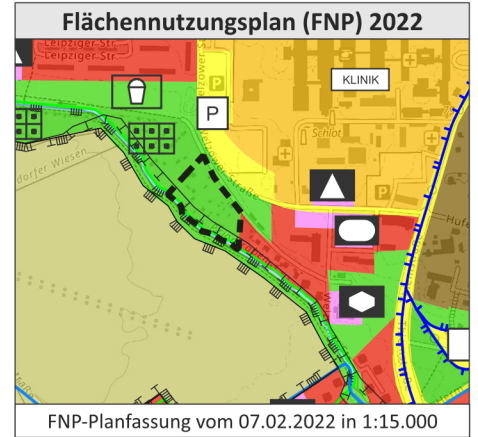 Flächennutzungsplan (FNP) 2022
Leipziger Str.
Leipziger Str.
P
P
KLINIK
Schlot
P
FNP-Planfassung vom 07.02.2022 in 1:15.000